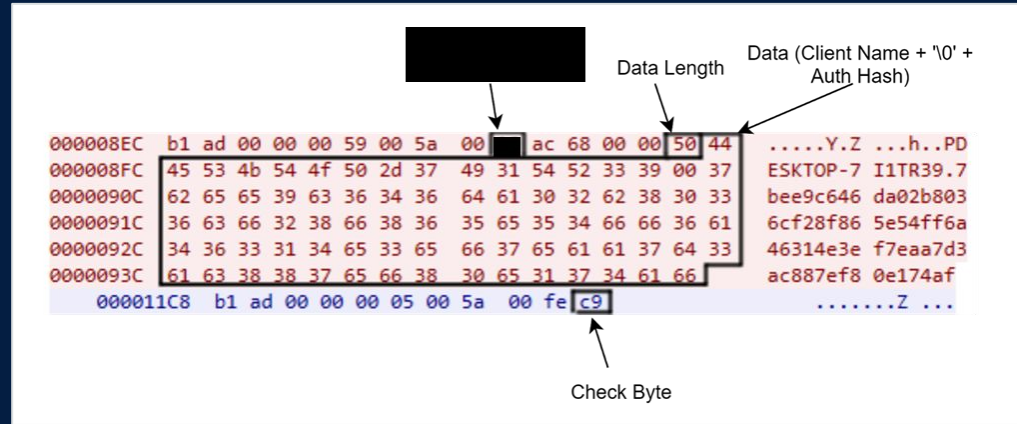 Data Length
Data (Client Name + '\0' +
Auth Hash)
000008EC b1 ad 00 00 00 59 00 5a 00 ac 68 00 00 50 44 .....Y.Z ...h..PD
000008FC 45 53 4b 54 4f 50 2d 37 49 31 54 52 33 39 00 37 ESKTOP-7 I1TR39.7
0000090C 62 65 65 39 63 36 34 36 64 61 30 32 62 38 30 33 bee9c646 da02b803
0000091C 36 63 66 32 38 66 38 36 35 65 35 34 66 66 36 61 6cf28f86 5e54ff6a
0000092C 34 36 33 31 34 65 33 65 66 37 65 61 61 37 64 33 46314e3e f7eaa7d3
0000093C 61 63 38 38 37 65 66 38 30 65 31 37 34 61 66 ac887ef8 0e174af
000011C8 b1 ad 00 00 00 05 00 5a 00 fe c9 .......Z ...
Check Byte